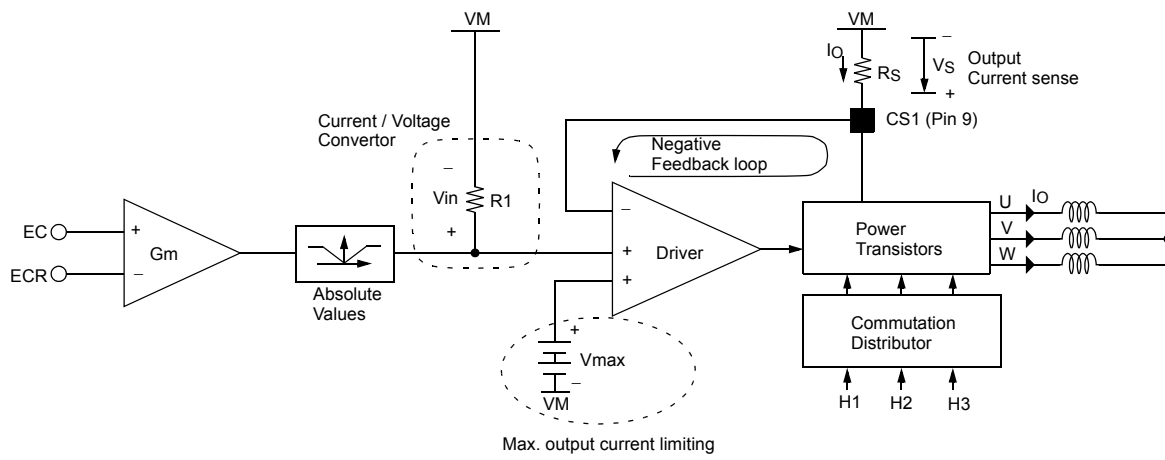 VM
VM
IO
RS
−
VS
+
Output
Current sense
CS1 (Pin 9)
Current / Voltage
Convertor
−
Vin
+
R1
Negative
Feedback loop
EC
ECR
+
−
Gm
Absolute
Values
−
+
+
Driver
Power
Transistors
U
V
W
IO
Commutation
Distributor
H1
H2
H3
+
Vmax
−
VM
Max. output current limiting